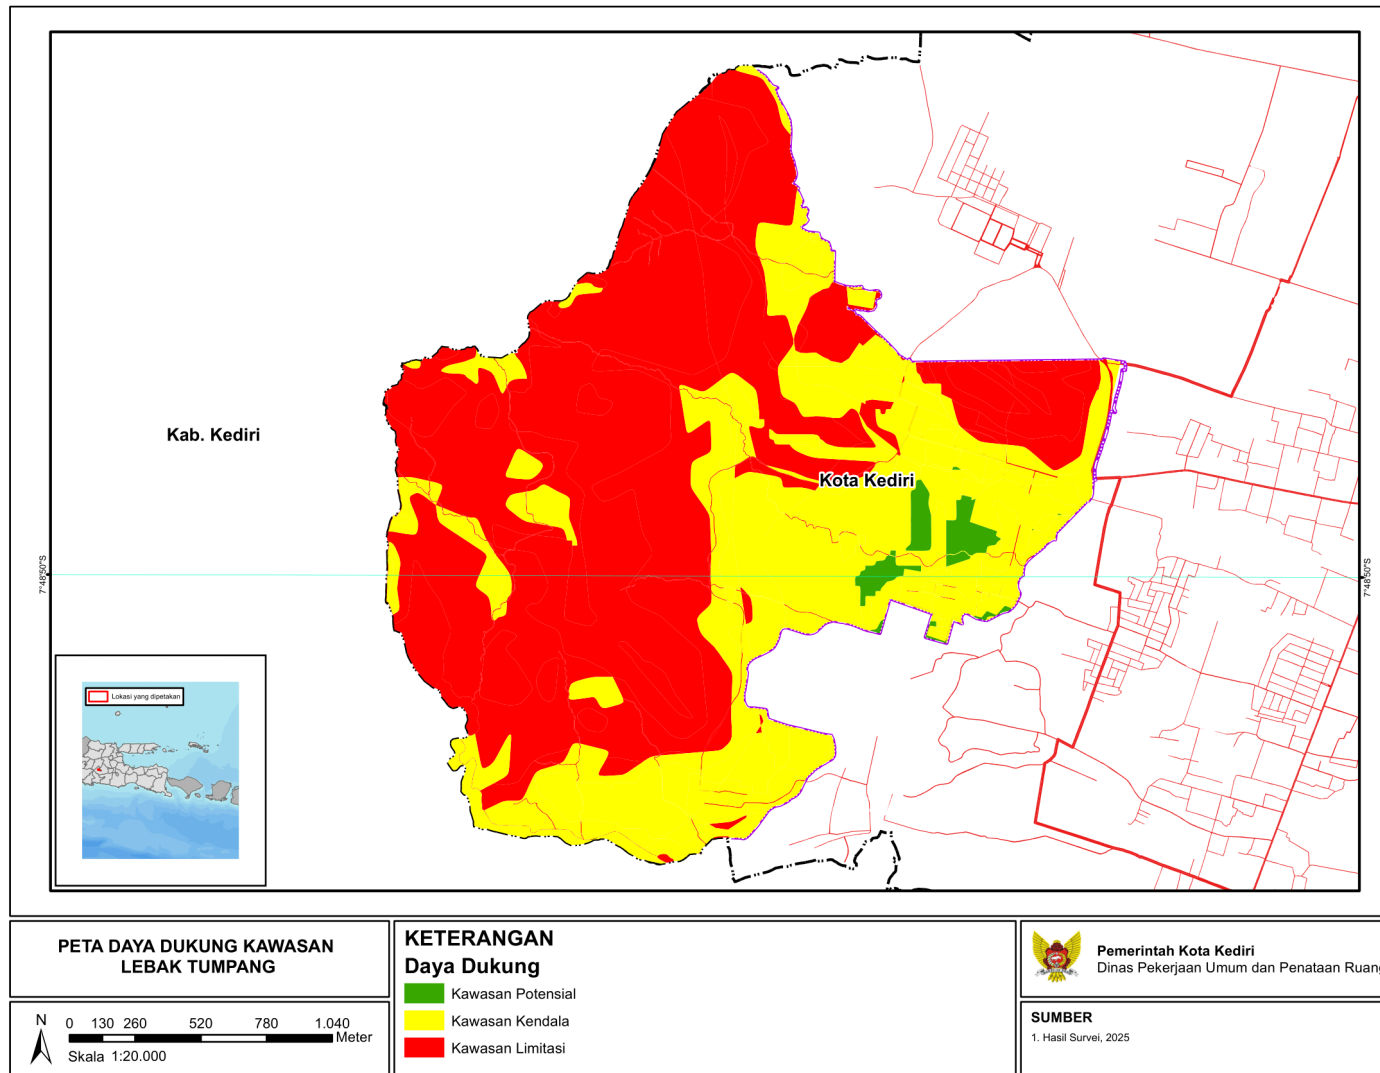 Kab. Kediri
Kota Kediri
7°48'50"S
7°48'50"S
Lokasi yang dipetakan
PETA DAYA DUKUNG KAWASAN
LEBAK TUMPANG
N
0 130 260 520 780 1.040
Meter
Skala 1:20.000
KETERANGAN
Daya Dukung
Kawasan Potensial
Kawasan Kendala
Kawasan Limitasi
Pemerintah Kota Kediri
Dinas Pekerjaan Umum dan Penataan Ruang
SUMBER
1. Hasil Survei, 2025